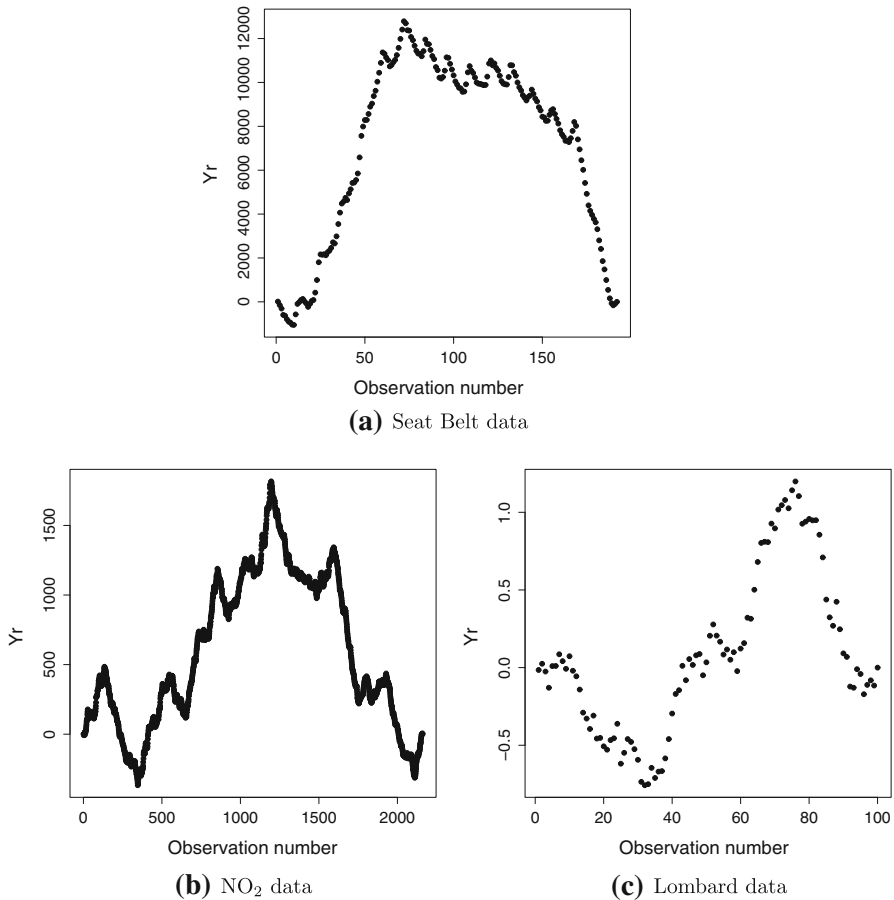 12000
10000
8000
6000
4000
2000
0
Yr
0 50 100 150
Observation number
(a) Seat Belt data
1500
1000
500
0
Yr
0 500 1000 1500 2000
Observation number
(b) NO₂ data
1.0
0.5
0.0
−0.5
Yr
0 20 40 60 80 100
Observation number
(c) Lombard data